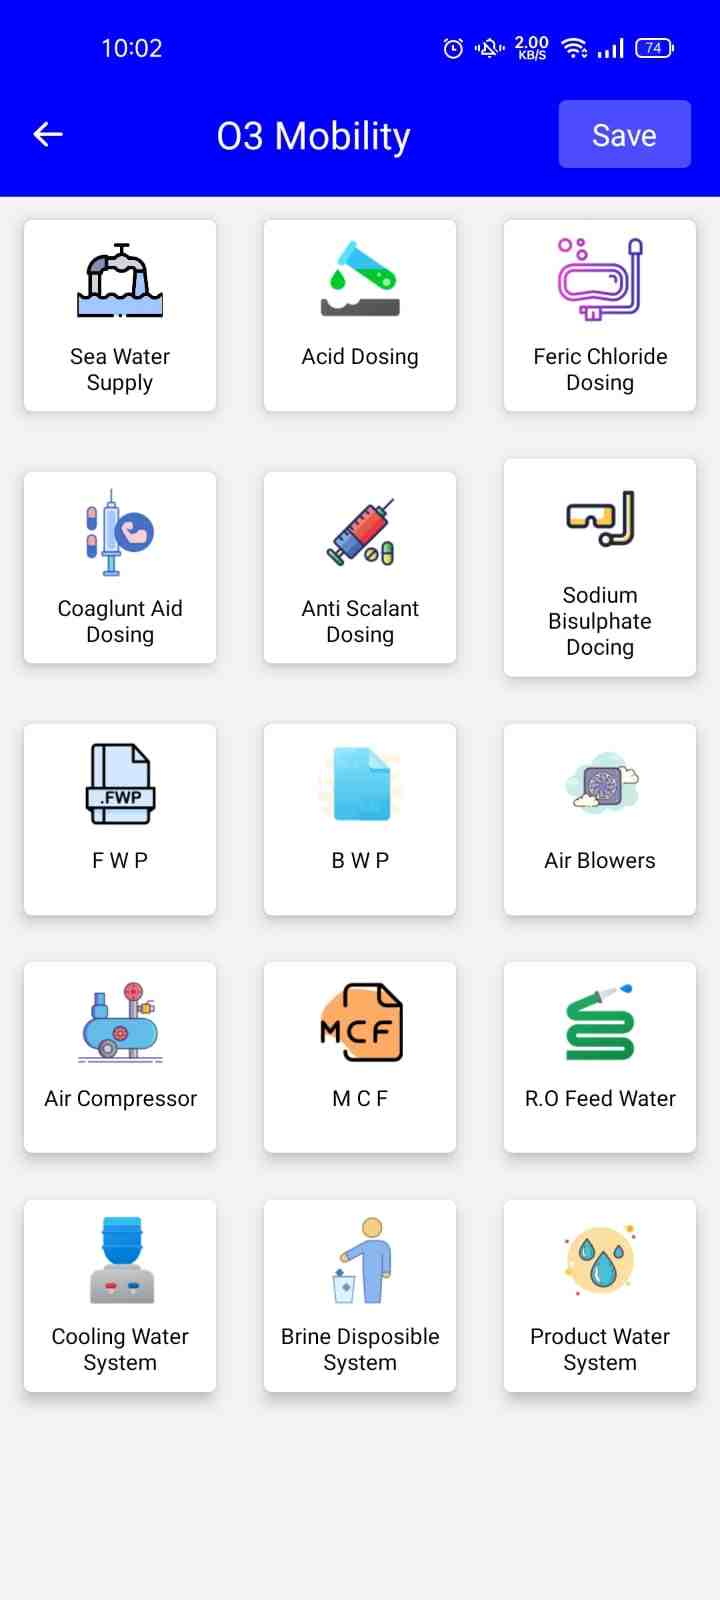 10:02
2.00
KB/S
74
O3 Mobility
Save
Sea Water
Supply
Acid Dosing
Feric Chloride
Dosing
Coaglunt Aid
Dosing
Anti Scalant
Dosing
Sodium
Bisulphate
Docing
.FWP
F W P
B W P
Air Blowers
Air Compressor
MCF
M C F
R.O Feed Water
Cooling Water
System
Brine Disposible
System
Product Water
System